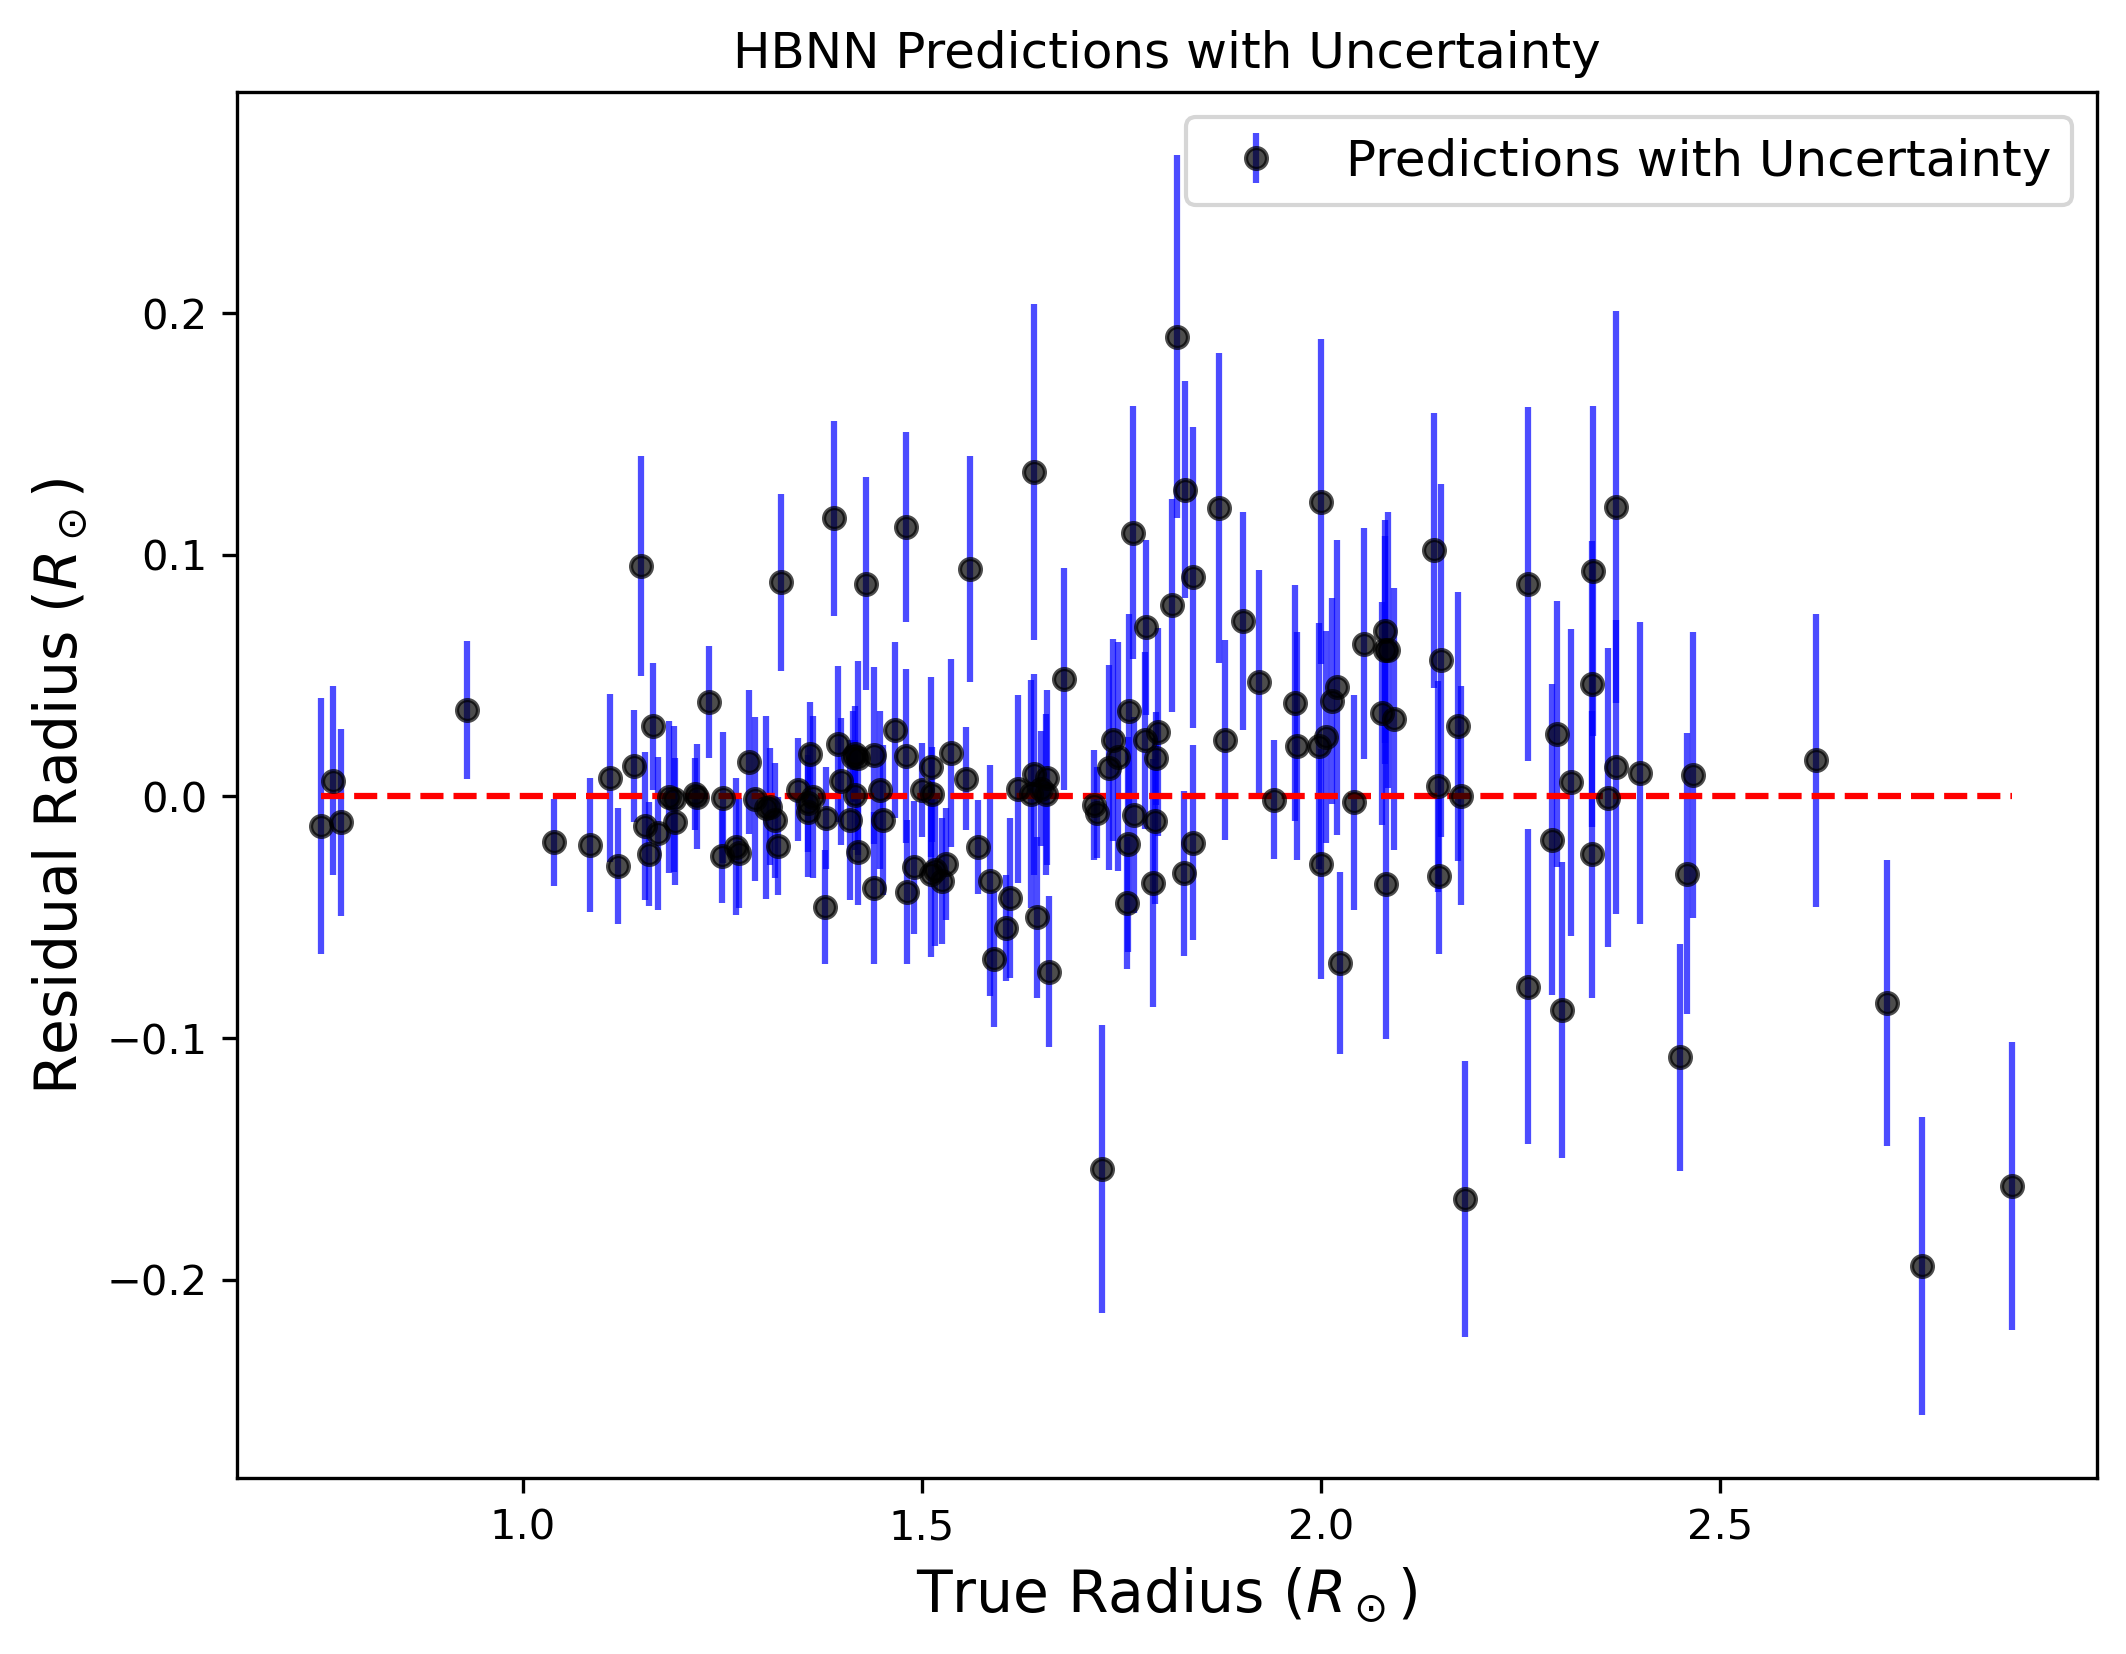 HBNN Predictions with Uncertainty
Predictions with Uncertainty
Residual Radius (R⊙)
0.2
0.1
0.0
−0.1
−0.2
1.0 1.5 2.0 2.5
True Radius (R⊙)